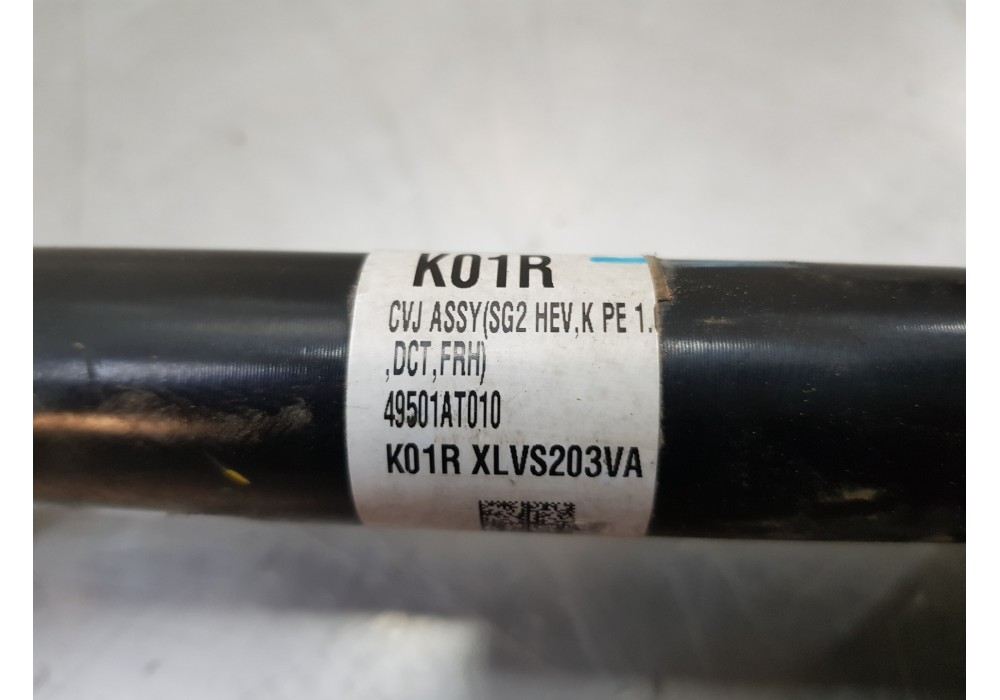 K01R
CVJ ASSY(SG2 HEV,K PE 1.
,DCT,FRH)
49501AT010
K01R XLVS203VA